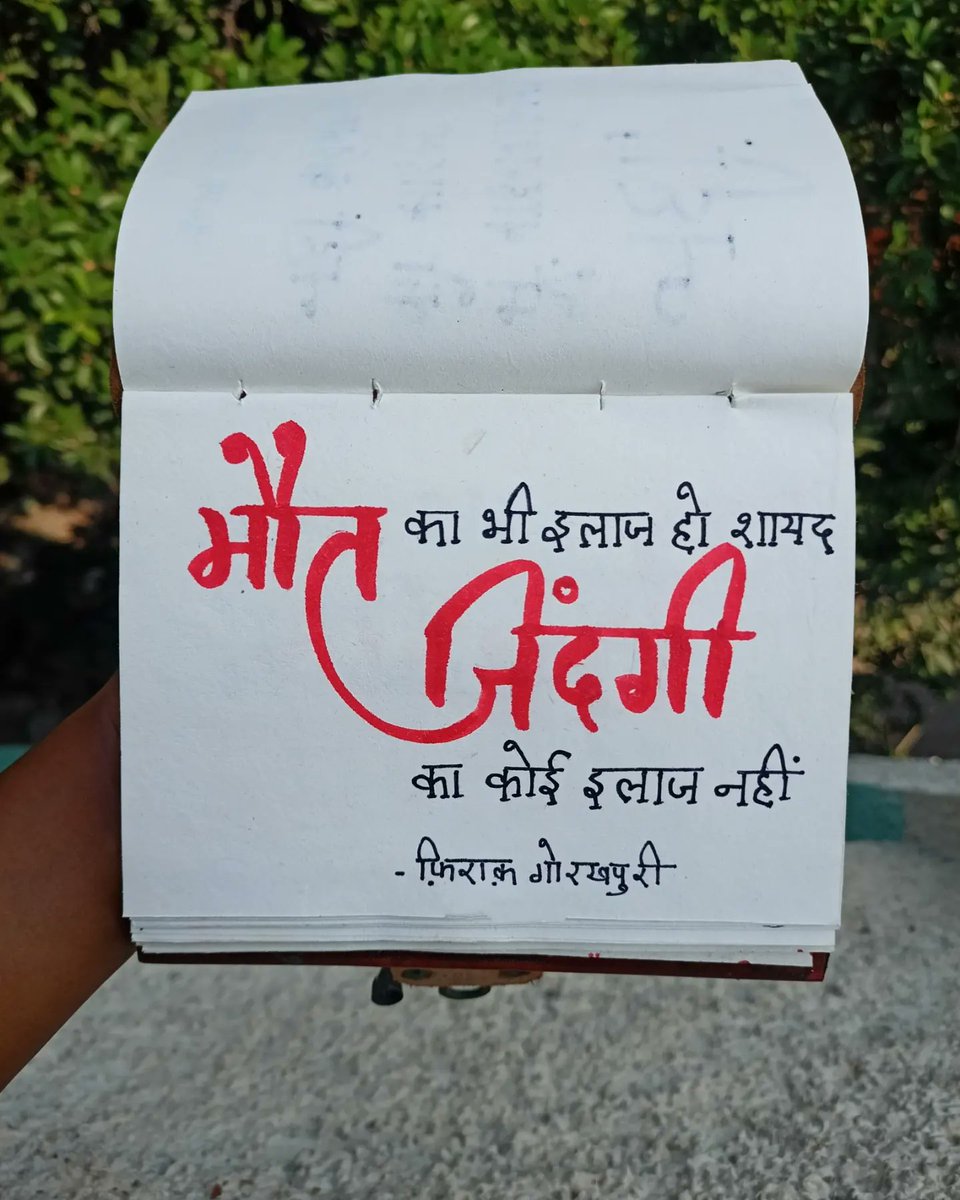 मौत का भी इलाज हो शायद
जिंदगी
का कोई इलाज नहीं
- फ़िराक़ गोरखपुरी